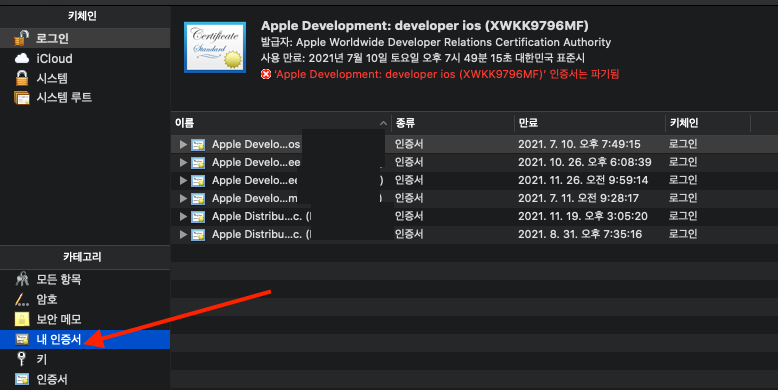 키체인
로그인
iCloud
시스템
시스템 루트
Certificate
Standard
Apple Development: developer ios (XWKK9796MF)
발급자: Apple Worldwide Developer Relations Certification Authority
사용 만료: 2021년 7월 10일 토요일 오후 7시 49분 15초 대한민국 표준시
'Apple Development: developer ios (XWKK9796MF)' 인증서는 파기됨
이름 종류 만료 키체인
Apple Develo...os 인증서 2021. 7. 10. 오후 7:49:15 로그인
Apple Develo...ee 인증서 2021. 10. 26. 오후 6:08:39 로그인
Apple Develo...ee ) 인증서 2021. 11. 26. 오전 9:59:14 로그인
Apple Develo...m ) 인증서 2021. 7. 11. 오전 9:28:17 로그인
Apple Distribu...c. ( 인증서 2021. 11. 19. 오후 3:05:20 로그인
Apple Distribu...c. ( 인증서 2021. 8. 31. 오후 7:35:16 로그인
카테고리
모든 항목
암호
보안 메모
내 인증서
키
인증서